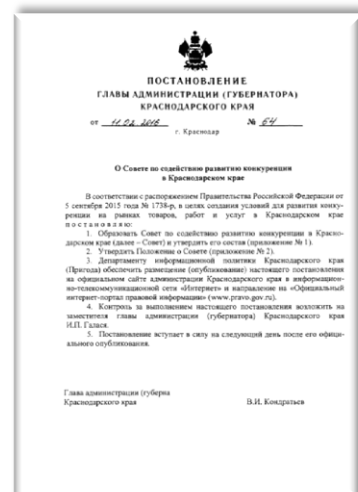 ПОСТАНОВЛЕНИЕ
ГЛАВЫ АДМИНИСТРАЦИИ (ГУБЕРНАТОРА)
КРАСНОДАРСКОГО КРАЯ
от 11.02.2016 № 64
г. Краснодар
О Совете по содействию развитию конкуренции
в Краснодарском крае
В соответствии с распоряжением Правительства Российской Федерации от
5 сентября 2015 года № 1738-р, в целях создания условий для развития конку-
ренции на рынках товаров, работ и услуг в Краснодарском крае
п о с т а н о в л я ю:
1. Образовать Совет по содействию развитию конкуренции в Красно-
дарском крае (далее – Совет) и утвердить его состав (приложение № 1).
2. Утвердить Положение о Совете (приложение № 2).
3. Департаменту информационной политики Краснодарского края
(Пригода) обеспечить размещение (опубликование) настоящего постановления
на официальном сайте администрации Краснодарского края в информацион-
но-телекоммуникационной сети «Интернет» и направление на «Официальный
интернет-портал правовой информации» (www.pravo.gov.ru).
4. Контроль за выполнением настоящего постановления возложить на
заместителя главы администрации (губернатора) Краснодарского края
И.П. Галася.
5. Постановление вступает в силу на следующий день после его офици-
ального опубликования.
Глава администрации (губерна
Краснодарского края В.И. Кондратьев